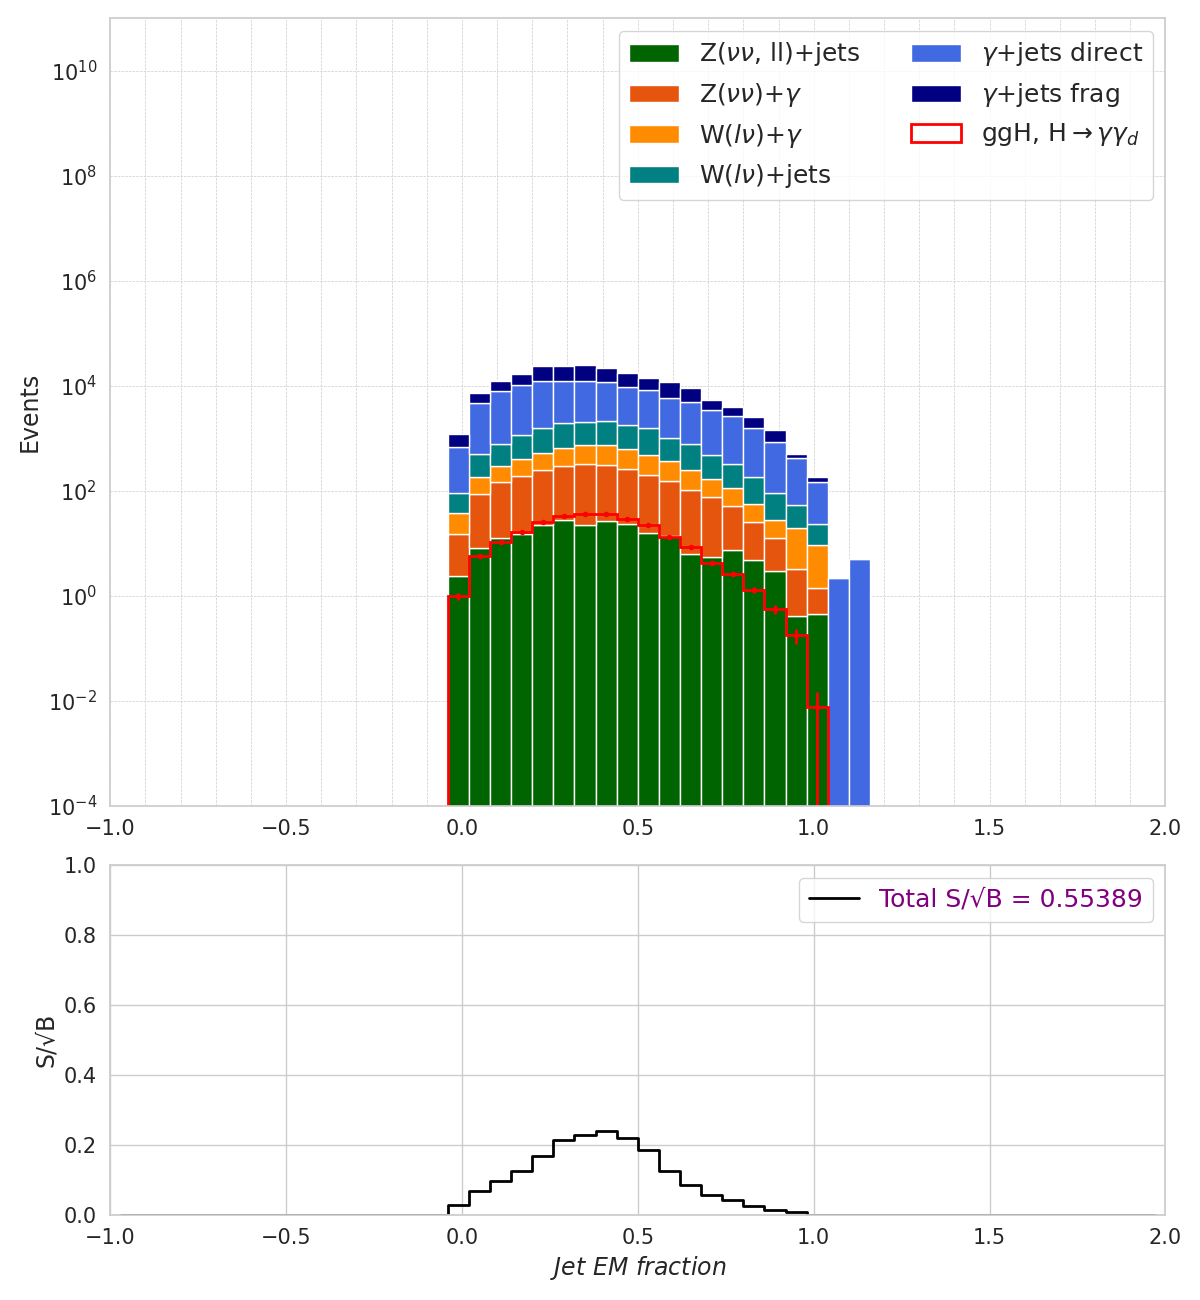 Z(νν, ll)+jets
Z(νν)+γ
W(lν)+γ
W(lν)+jets
γ+jets direct
γ+jets frag
ggH, H→γγ_d
10^10
10^8
10^6
10^4
10^2
10^0
10^−2
10^−4
Events
−1.0 −0.5 0.0 0.5 1.0 1.5 2.0
Total S/√B = 0.55389
1.0
0.8
0.6
0.4
0.2
0.0
S/√B
−1.0 −0.5 0.0 0.5 1.0 1.5 2.0
Jet EM fraction